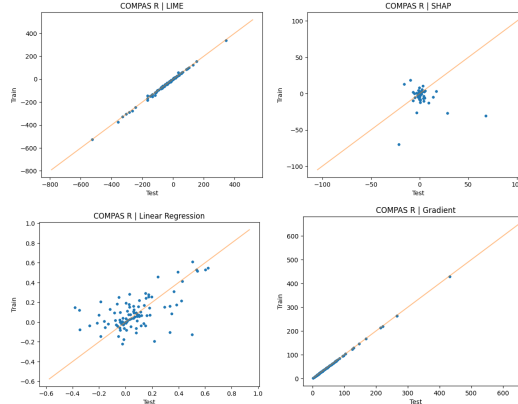 COMPAS R | LIME
400
200
0
−200
−400
−600
−800
Train
−800 −600 −400 −200 0 200 400
Test
COMPAS R | SHAP
100
50
0
−50
−100
Train
−100 −50 0 50 100
Test
COMPAS R | Linear Regression
1.0
0.8
0.6
0.4
0.2
0.0
−0.2
−0.4
−0.6
Train
−0.6 −0.4 −0.2 0.0 0.2 0.4 0.6 0.8 1.0
Test
COMPAS R | Gradient
600
500
400
300
200
100
0
Train
0 100 200 300 400 500 600
Test